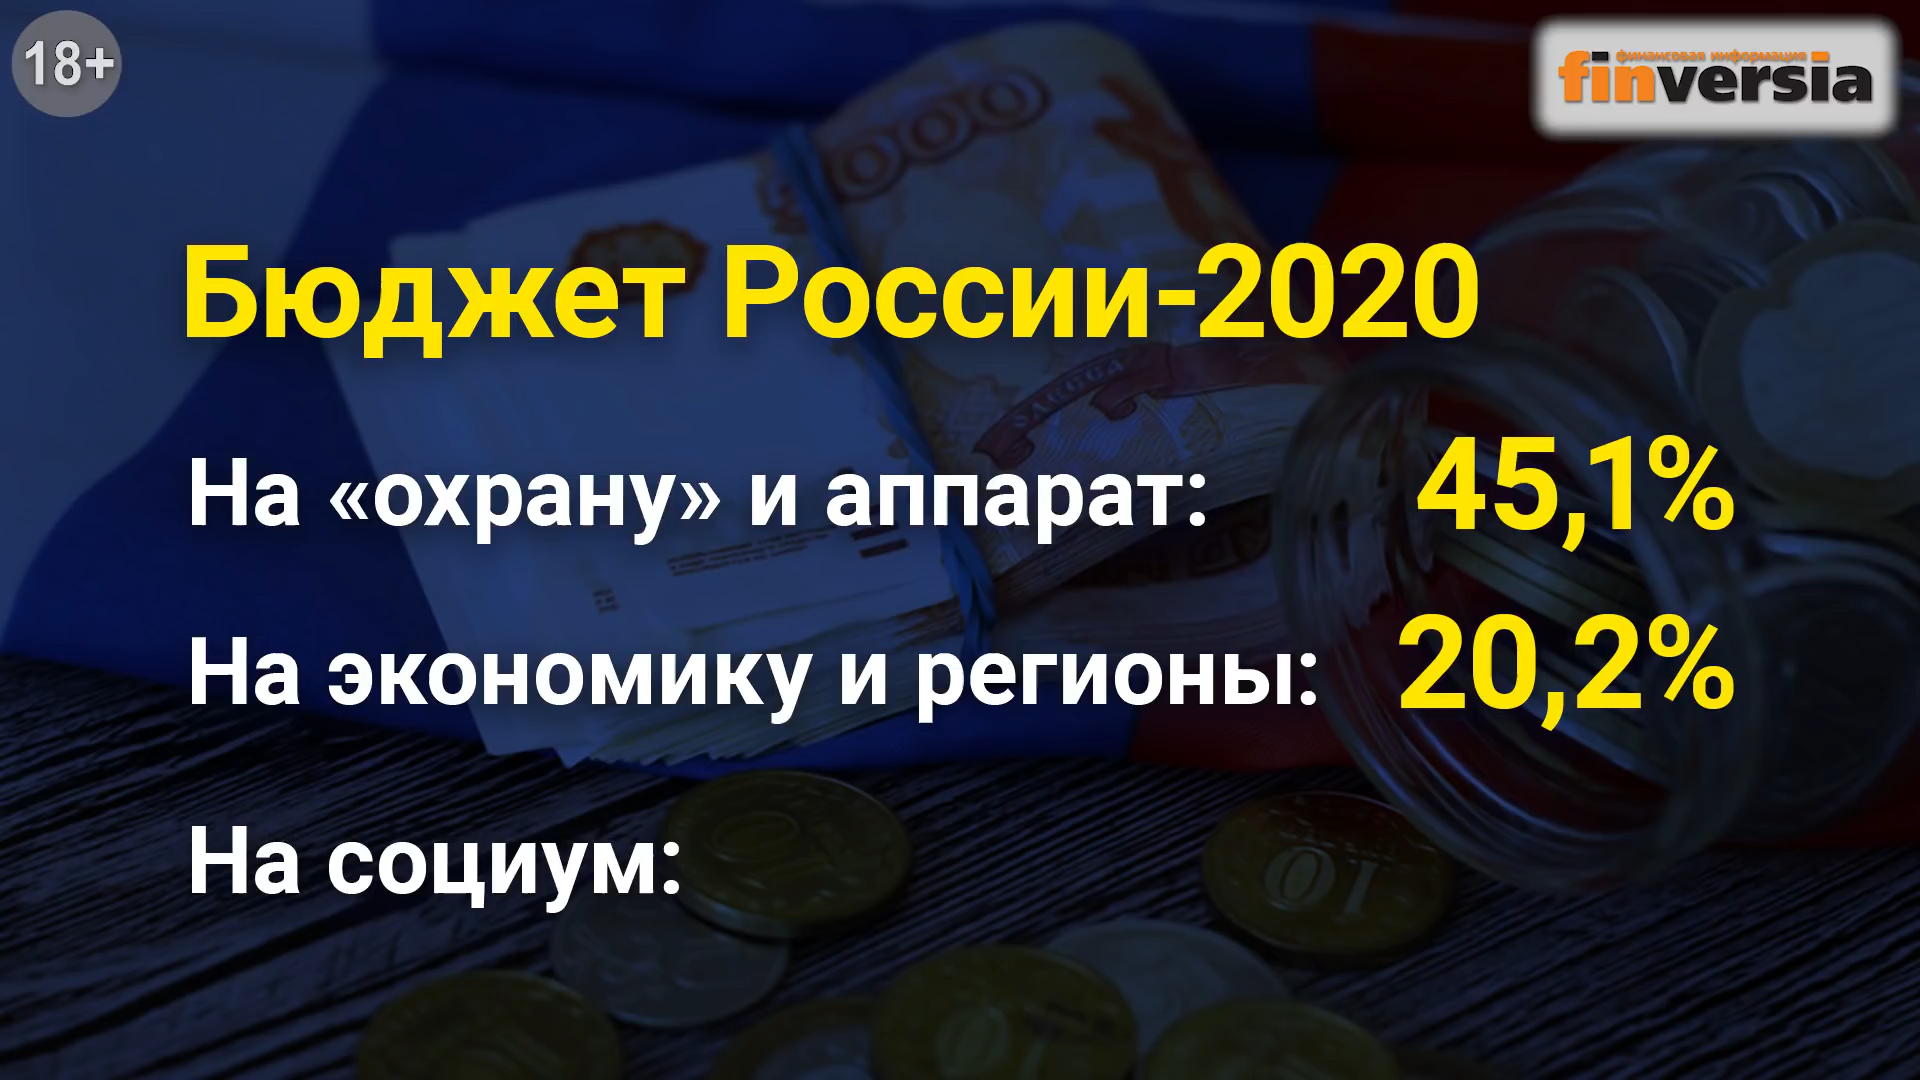 18+
финансовая информация
finversia
Бюджет России-2020
На «охрану» и аппарат: 45,1%
На экономику и регионы: 20,2%
На социум: